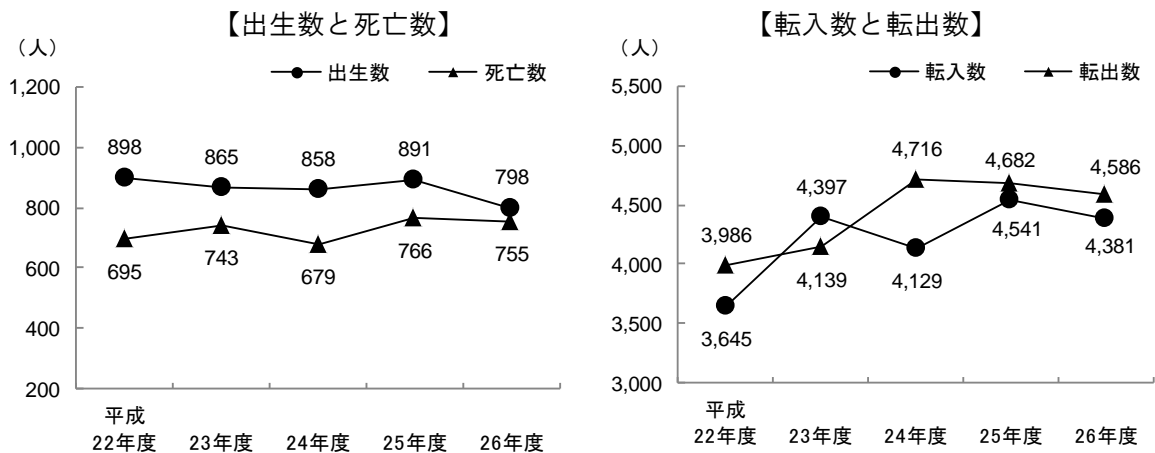 【出生数と死亡数】
（人）
出生数 死亡数
1,200
1,000
800
600
400
200
898 865 858 891 798
695 743 679 766 755
平成
22年度 23年度 24年度 25年度 26年度
【転入数と転出数】
（人）
転入数 転出数
5,500
5,000
4,500
4,000
3,500
3,000
3,986 4,397 4,716 4,682 4,586
3,645 4,139 4,129 4,541 4,381
平成
22年度 23年度 24年度 25年度 26年度